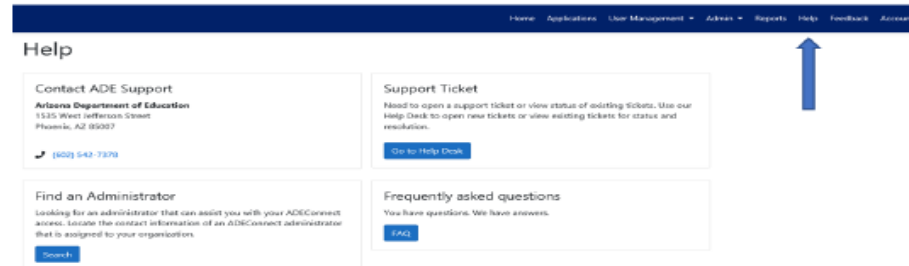 Home Applications User Management Admin Reports Help Feedback Accoun
Help
Contact ADE Support
Arizona Department of Education
1535 West Jefferson Street
Phoenix, AZ 85007
(602) 542-7378
Support Ticket
Need to open a support ticket or view status of existing tickets. Use our
Help Desk to open new tickets or view existing tickets for status and
resolution.
Go to Help Desk
Find an Administrator
Looking for an administrator that can assist you with your ADEConnect
access. Locate the contact information of an ADEConnect administrator
that is assigned to your organization.
Search
Frequently asked questions
You have questions. We have answers.
FAQ